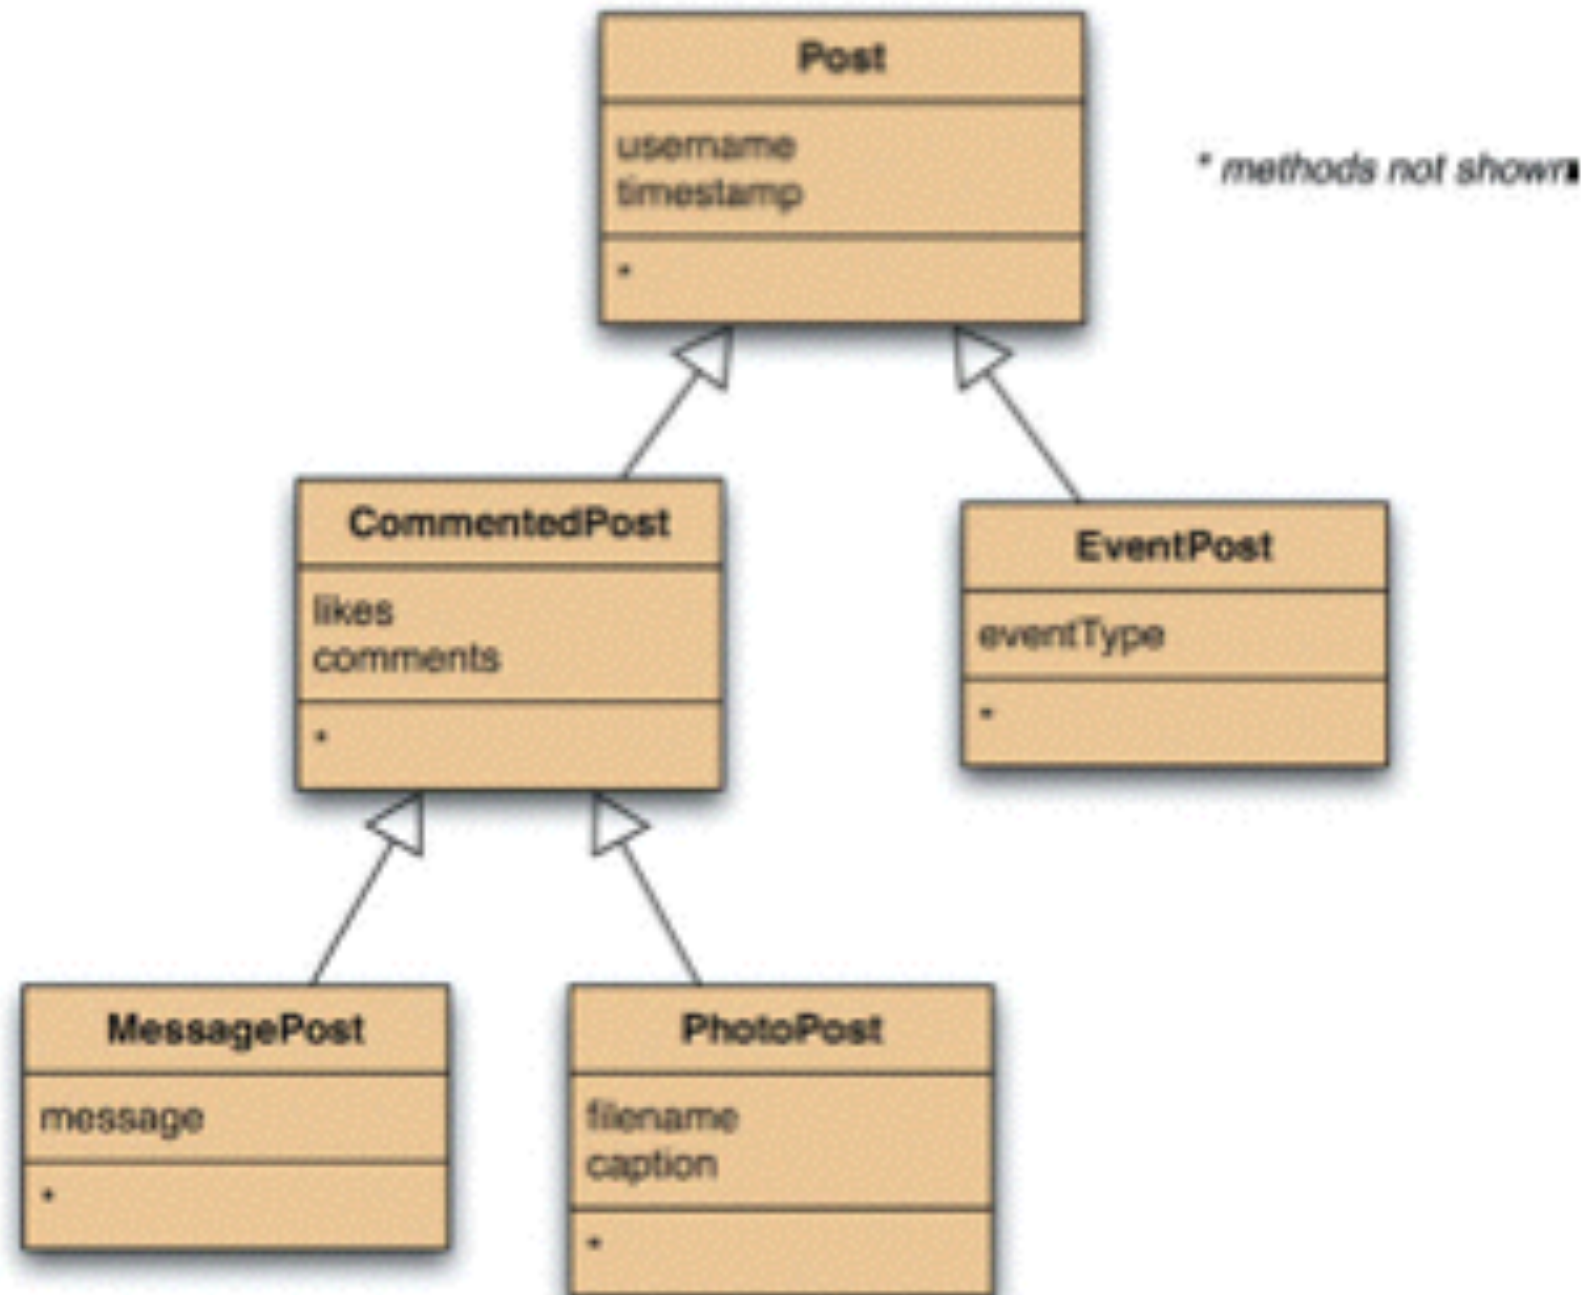 Post
username
timestamp
*
* methods not shown
CommentedPost
likes
comments
*
EventPost
eventType
*
MessagePost
message
*
PhotoPost
filename
caption
*